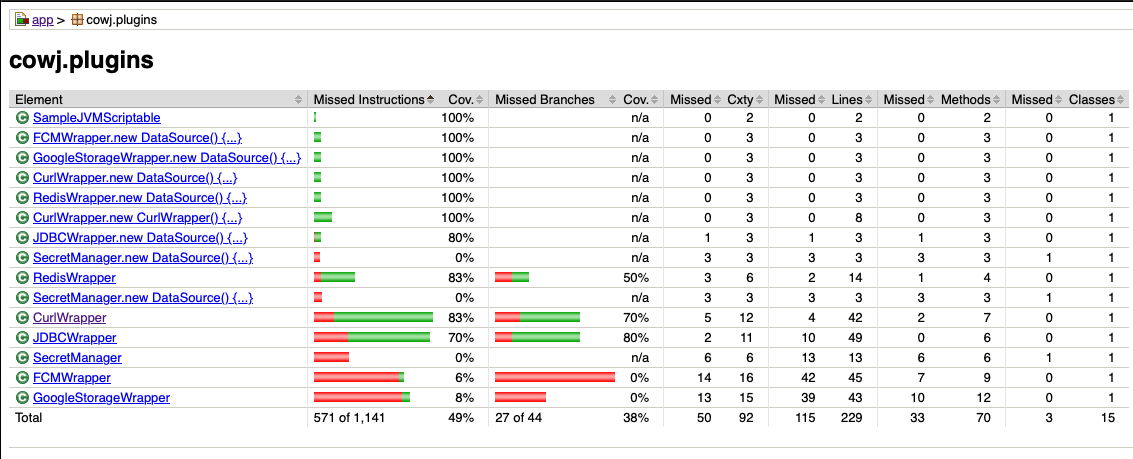 app > cowj.plugins
cowj.plugins
Element Missed Instructions Cov. Missed Branches Cov. Missed Cxty Missed Lines Missed Methods Missed Classes
SampleJVMScriptable 100% n/a 0 2 0 2 0 2 0 1
FCMWrapper.new DataSource() {...} 100% n/a 0 3 0 3 0 3 0 1
GoogleStorageWrapper.new DataSource() {...} 100% n/a 0 3 0 3 0 3 0 1
CurlWrapper.new DataSource() {...} 100% n/a 0 3 0 3 0 3 0 1
RedisWrapper.new DataSource() {...} 100% n/a 0 3 0 3 0 3 0 1
CurlWrapper.new CurlWrapper() {...} 100% n/a 0 3 0 8 0 3 0 1
JDBCWrapper.new DataSource() {...} 80% n/a 1 3 1 3 1 3 0 1
SecretManager.new DataSource() {...} 0% n/a 3 3 3 3 3 3 1 1
RedisWrapper 83% 50% 3 6 2 14 1 4 0 1
SecretManager.new DataSource() {...} 0% n/a 3 3 3 3 3 3 1 1
CurlWrapper 83% 70% 5 12 4 42 2 7 0 1
JDBCWrapper 70% 80% 2 11 10 49 0 6 0 1
SecretManager 0% n/a 6 6 13 13 6 6 1 1
FCMWrapper 6% 0% 14 16 42 45 7 9 0 1
GoogleStorageWrapper 8% 0% 13 15 39 43 10 12 0 1
Total 571 of 1,141 49% 27 of 44 38% 50 92 115 229 33 70 3 15